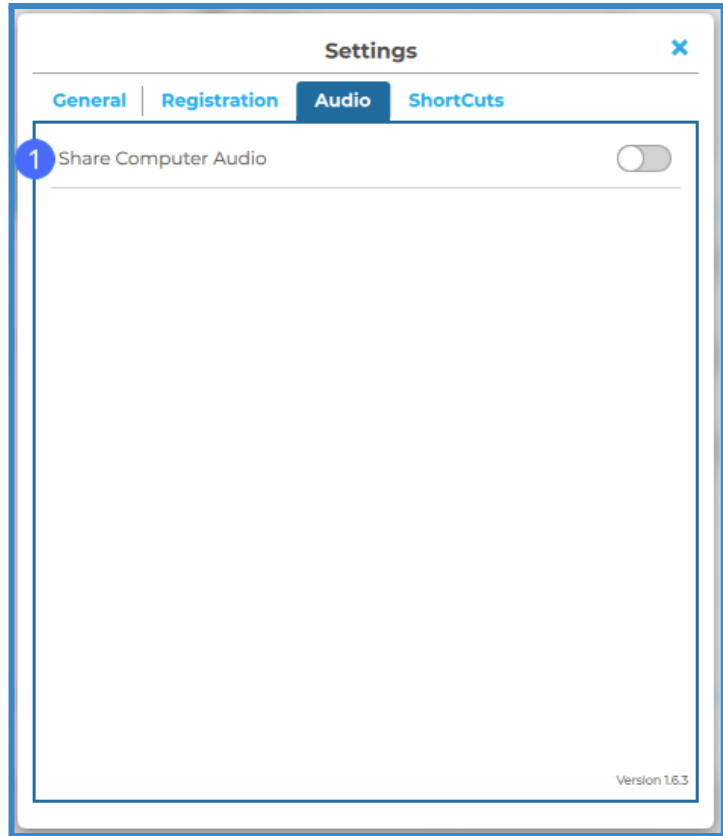 Settings
General Registration Audio ShortCuts
1 Share Computer Audio
Version 1.6.3